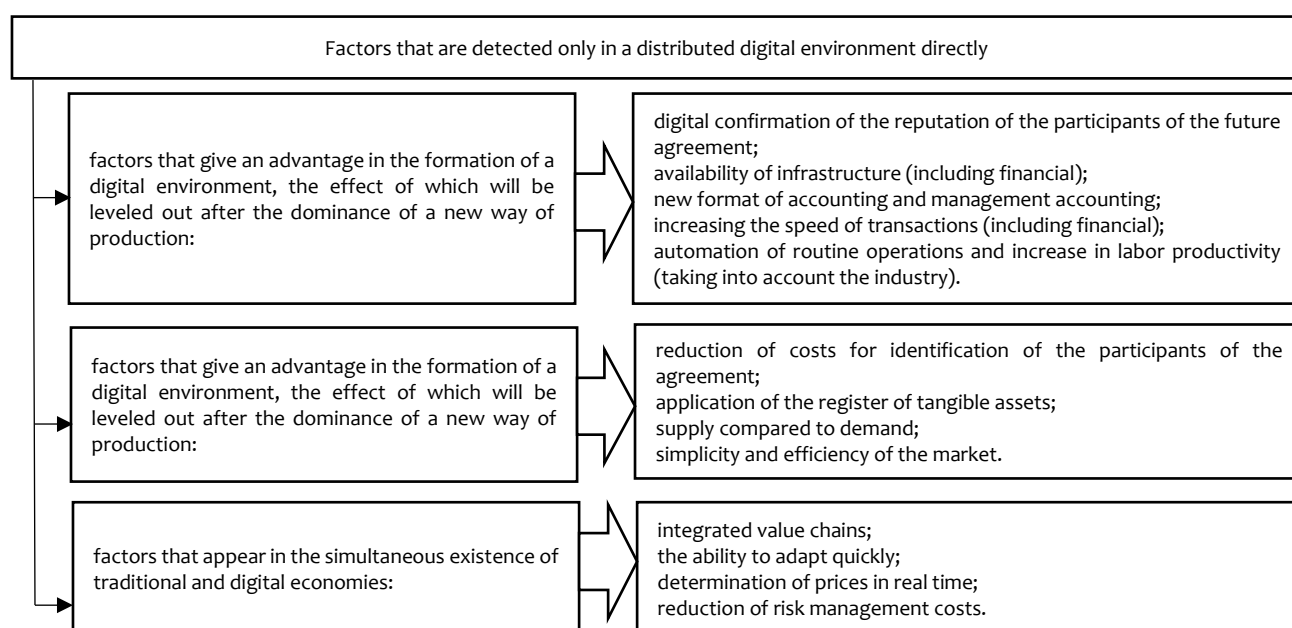 Factors that are detected only in a distributed digital environment directly
factors that give an advantage in the formation of a
digital environment, the effect of which will be
leveled out after the dominance of a new way of
production:
digital confirmation of the reputation of the participants of the future
agreement;
availability of infrastructure (including financial);
new format of accounting and management accounting;
increasing the speed of transactions (including financial);
automation of routine operations and increase in labor productivity
(taking into account the industry).
factors that give an advantage in the formation of a
digital environment, the effect of which will be
leveled out after the dominance of a new way of
production:
reduction of costs for identification of the participants of the
agreement;
application of the register of tangible assets;
supply compared to demand;
simplicity and efficiency of the market.
factors that appear in the simultaneous existence of
traditional and digital economies:
integrated value chains;
the ability to adapt quickly;
determination of prices in real time;
reduction of risk management costs.